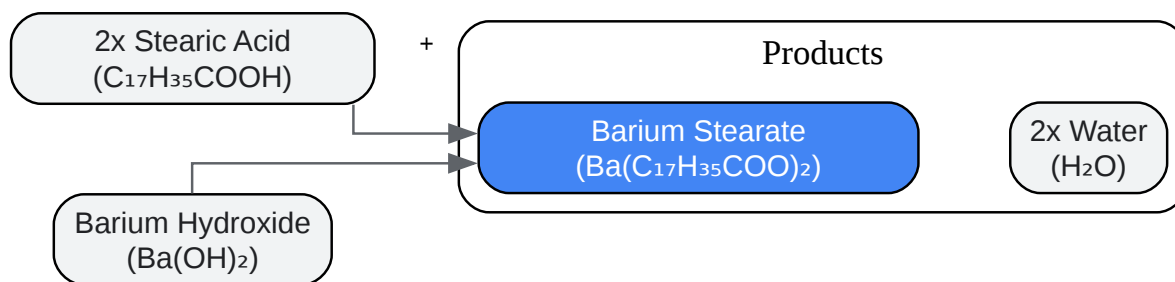 2x Stearic Acid
(C₁₇H₃₅COOH)
+
Products
Barium Stearate
(Ba(C₁₇H₃₅COO)₂)
2x Water
(H₂O)
Barium Hydroxide
(Ba(OH)₂)